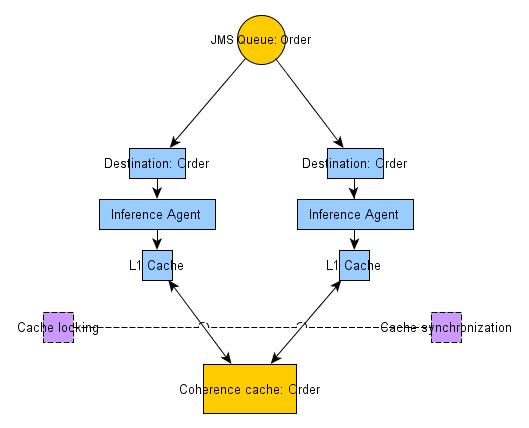 JMS Queue: Order
Destination: Order
Destination: Order
Inference Agent
Inference Agent
L1 Cache
L1 Cache
Cache locking
Cache synchronization
Coherence cache: Order